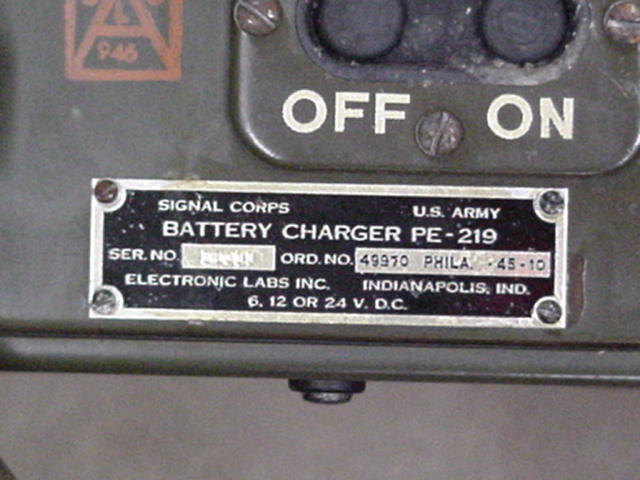 946
OFF ON
SIGNAL CORPS U.S. ARMY
BATTERY CHARGER PE-219
SER. NO. ORD. NO. 49970 PHILA. -45-10
ELECTRONIC LABS INC. INDIANAPOLIS, IND.
6, 12 OR 24 V. D.C.